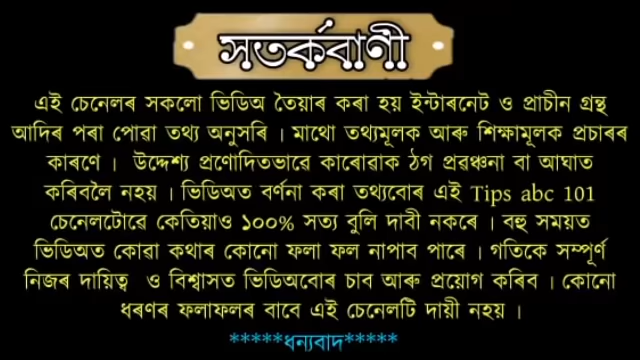 সতৰ্কবাণী
এই চেনেলৰ সকলো ভিডিঅ তৈয়াৰ কৰা হয় ইন্টাৰনেট ও প্ৰাচীন গ্ৰন্থ
আদিৰ পৰা পোৱা তথ্য অনুসৰি । মাথো তথ্যমূলক আৰু শিক্ষামূলক প্ৰচাৰৰ
কাৰণে । উদ্দেশ্য প্ৰণোদিতভাৱে কাৰোৱাক ঠগ প্ৰৱঞ্চনা বা আঘাত
কৰিবলৈ নহয় । ভিডিঅত বৰ্ণনা কৰা তথ্যবোৰ এই Tips abc 101
চেনেলটোৱে কেতিয়াও ১০০% সত্য বুলি দাবী নকৰে । বহু সময়ত
ভিডিঅত কোৱা কথাৰ কোনো ফলা ফল নাপাব পাৰে । গতিকে সম্পূৰ্ণ
নিজৰ দায়িত্ব ও বিশ্বাসত ভিডিঅবোৰ চাব আৰু প্ৰয়োগ কৰিব । কোনো
ধৰণৰ ফলাফলৰ বাবে এই চেনেলটি দায়ী নহয় ।
*****ধন্যবাদ*****